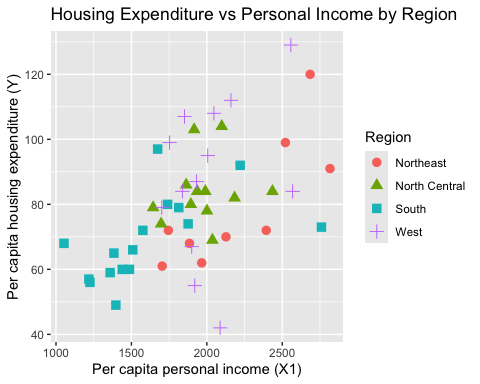 Housing Expenditure vs Personal Income by Region
Per capita housing expenditure (Y)
120
100
80
60
40
1000
1500
2000
2500
Per capita personal income (X1)
Region
Northeast
North Central
South
West